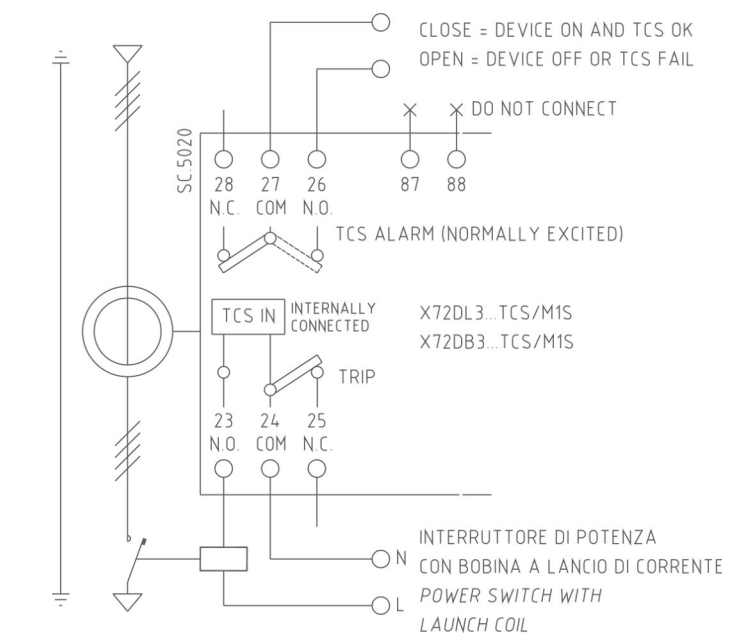 CLOSE = DEVICE ON AND TCS OK
OPEN = DEVICE OFF OR TCS FAIL
DO NOT CONNECT
SC.5020
28 27 26 87 88
N.C. COM N.O.
TCS ALARM (NORMALLY EXCITED)
TCS IN
INTERNALLY
CONNECTED
X72DL3...TCS/M1S
X72DB3...TCS/M1S
TRIP
23 24 25
N.O. COM N.C.
INTERRUTTORE DI POTENZA
N
CON BOBINA A LANCIO DI CORRENTE
POWER SWITCH WITH
L
LAUNCH COIL